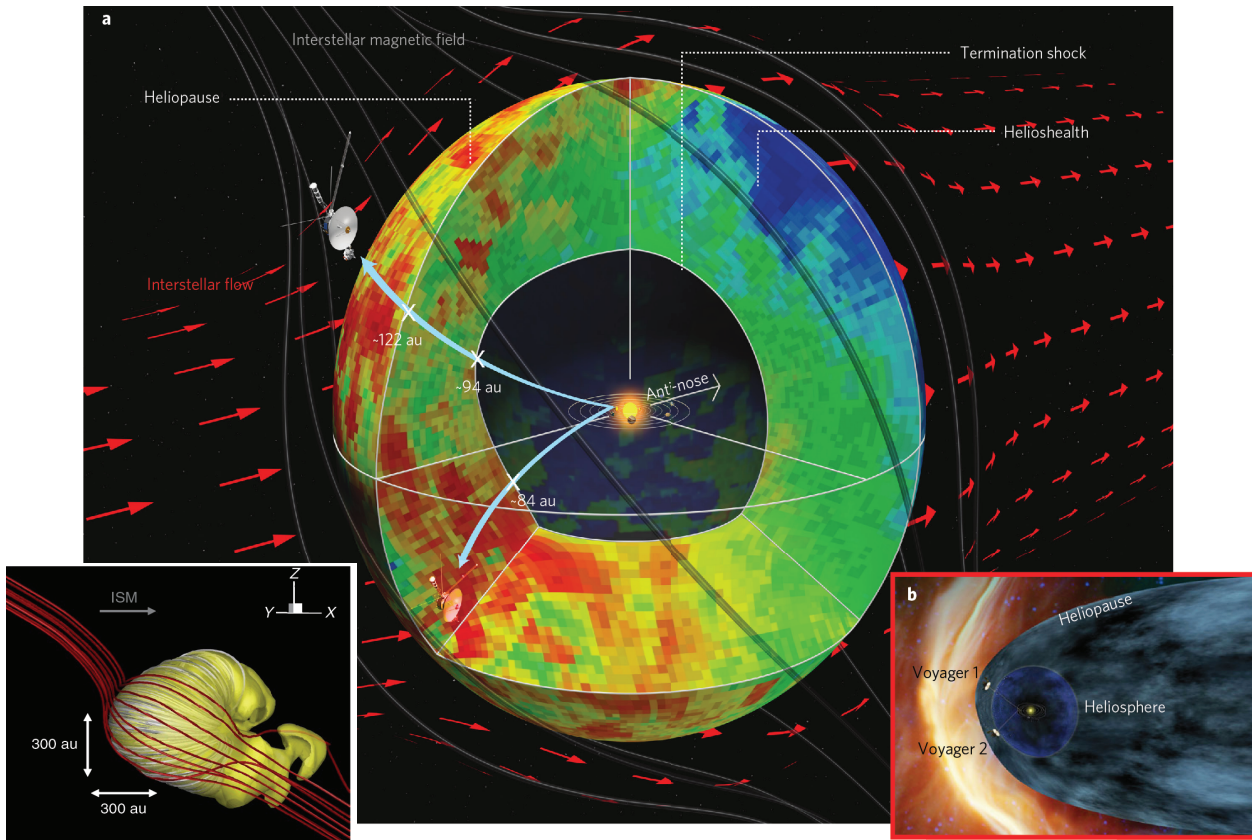 a
Interstellar magnetic field
Termination shock
Heliopause
Helioshealth
Interstellar flow
~122 au
~94 au
Anti-nose
~84 au
ISM
Z
Y
X
300 au
300 au
b
Heliopause
Voyager 1
Heliosphere
Voyager 2